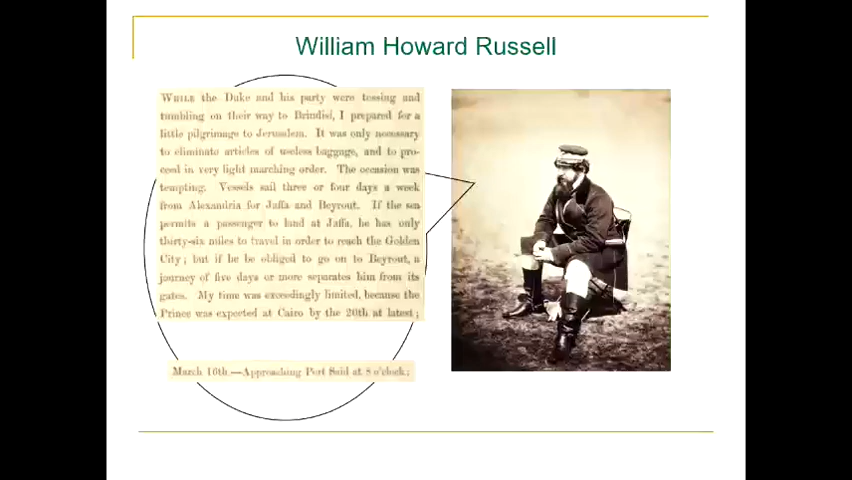 William Howard Russell
WHILE the Duke and his party were tossing and
tumbling on their way to Brindisi, I prepared for a
little pilgrimage to Jerusalem. It was only necessary
to eliminate articles of useless baggage, and to pro-
ceed in very light marching order. The occasion was
tempting. Vessels sail three or four days a week
from Alexandria for Jaffa and Beyrout. If the sea
permits a passenger to land at Jaffa, he has only
thirty-six miles to travel in order to reach the Golden
City; but if he be obliged to go on to Beyrout, a
journey of five days or more separates him from its
gates. My time was exceedingly limited, because the
Prince was expected at Cairo by the 20th at latest;
March 16th.—Approaching Port Said at 8 o'clock;